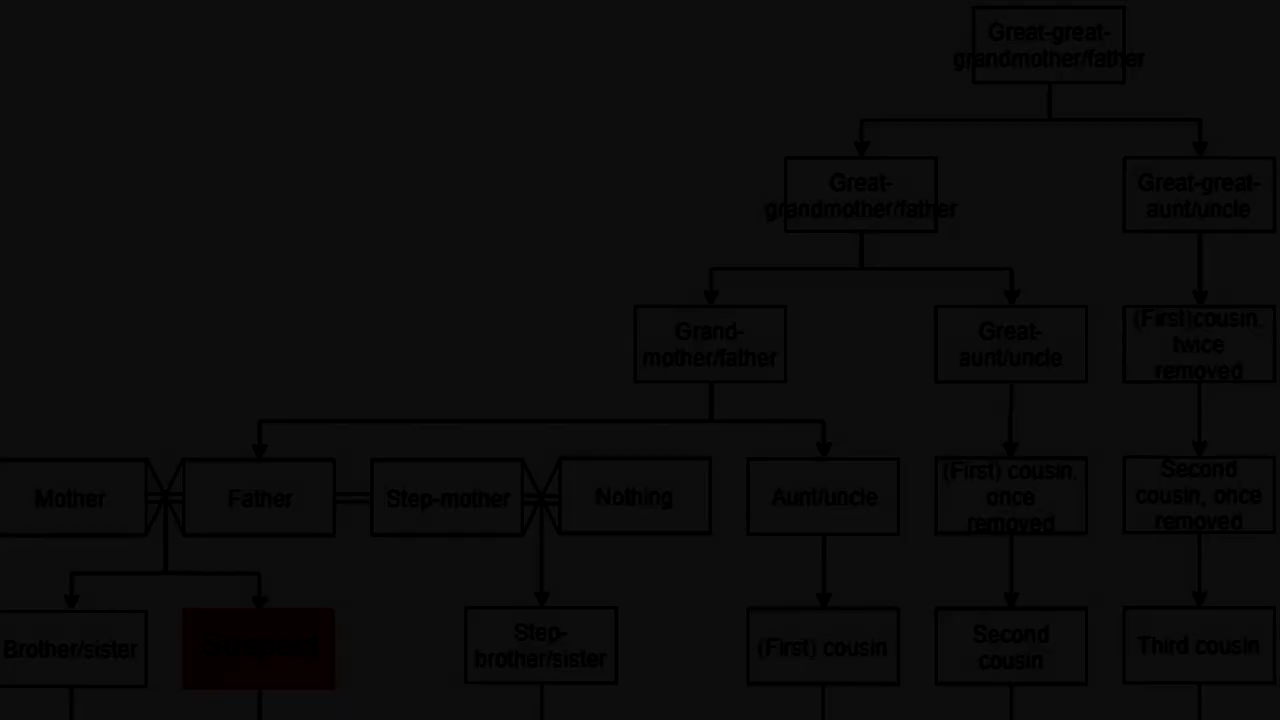 Great-great-
grandmother/father
Great-
grandmother/father
Great-great-
aunt/uncle
Grand-
mother/father
Great-
aunt/uncle
(First)cousin,
twice
removed
Mother
Father
Step-mother
Nothing
Aunt/uncle
(First) cousin,
once
removed
Second
cousin, once
removed
Brother/sister
Step-
brother/sister
(First) cousin
Second
cousin
Third cousin